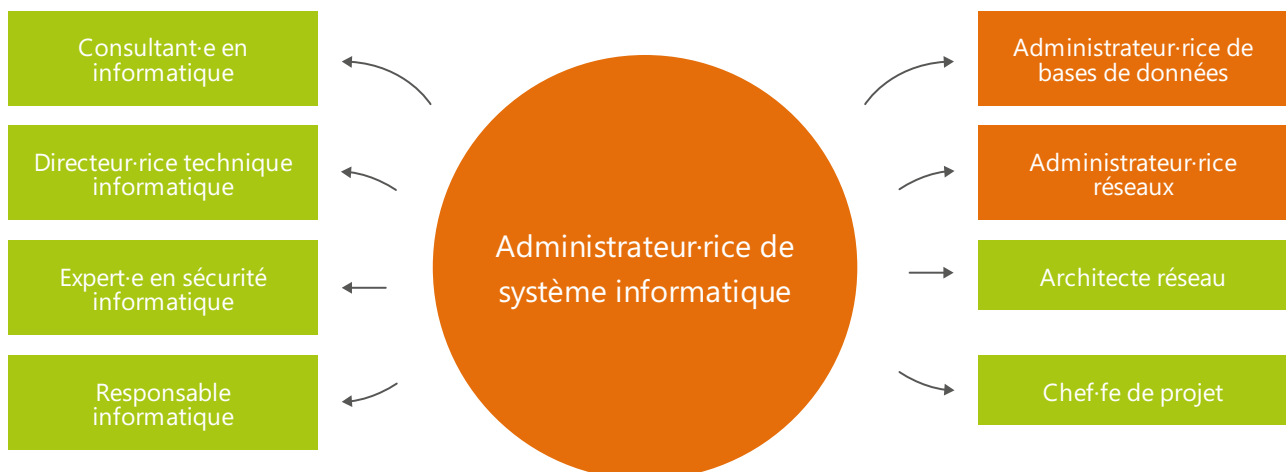 Consultant·e en
informatique
Directeur·rice technique
informatique
Expert·e en sécurité
informatique
Responsable
informatique
Administrateur·rice de
système informatique
Administrateur·rice de
bases de données
Administrateur·rice
réseaux
Architecte réseau
Chef·fe de projet